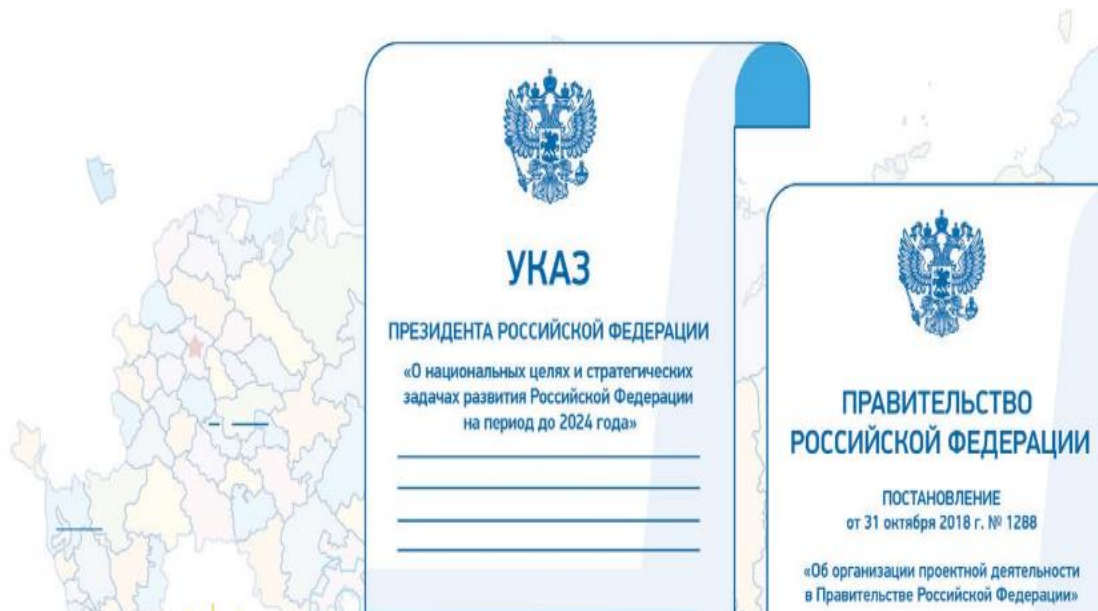 УКАЗ
ПРЕЗИДЕНТА РОССИЙСКОЙ ФЕДЕРАЦИИ
«О национальных целях и стратегических
задачах развития Российской Федерации
на период до 2024 года»
ПРАВИТЕЛЬСТВО
РОССИЙСКОЙ ФЕДЕРАЦИИ
ПОСТАНОВЛЕНИЕ
от 31 октября 2018 г. № 1288
«Об организации проектной деятельности
в Правительстве Российской Федерации»